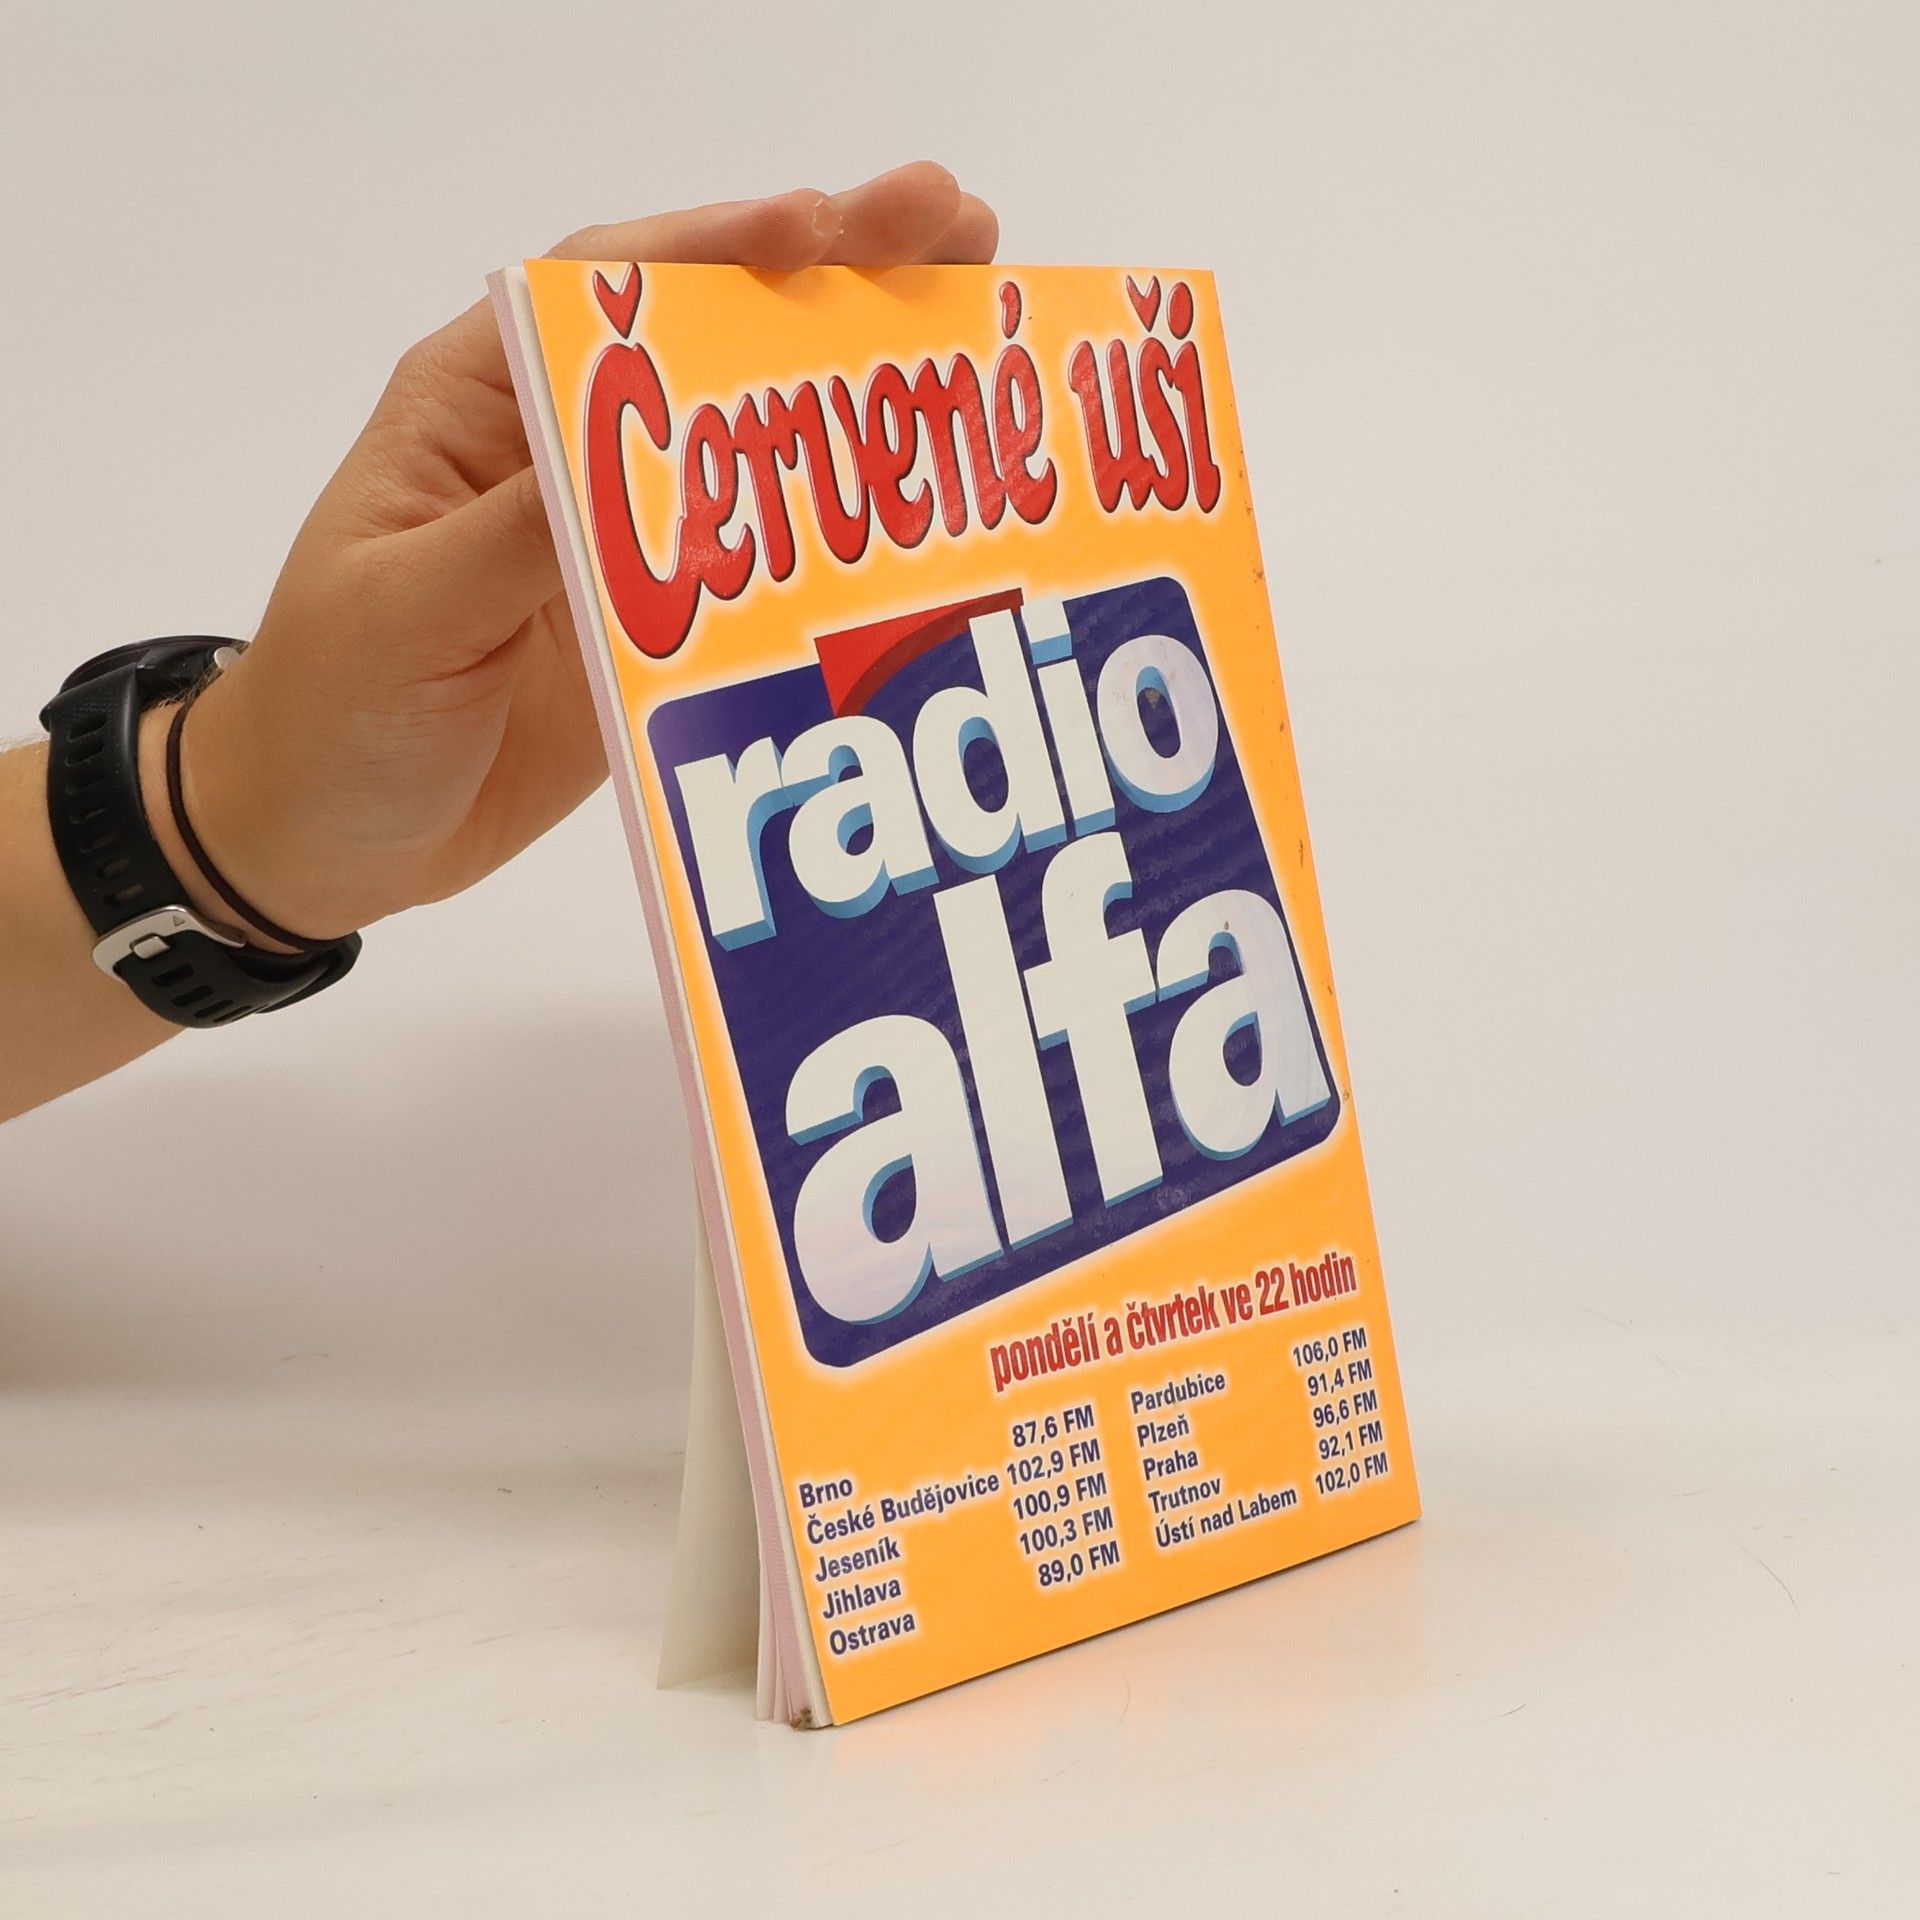 Červené uši
radio
alfa
pondělí a čtvrtek ve 22 hodin
Brno 87,6 FM
České Budějovice 102,9 FM
Jeseník 100,9 FM
Jihlava 100,3 FM
Ostrava 89,0 FM
Pardubice 106,0 FM
Plzeň 91,4 FM
Praha 96,6 FM
Trutnov 92,1 FM
Ústí nad Labem 102,0 FM